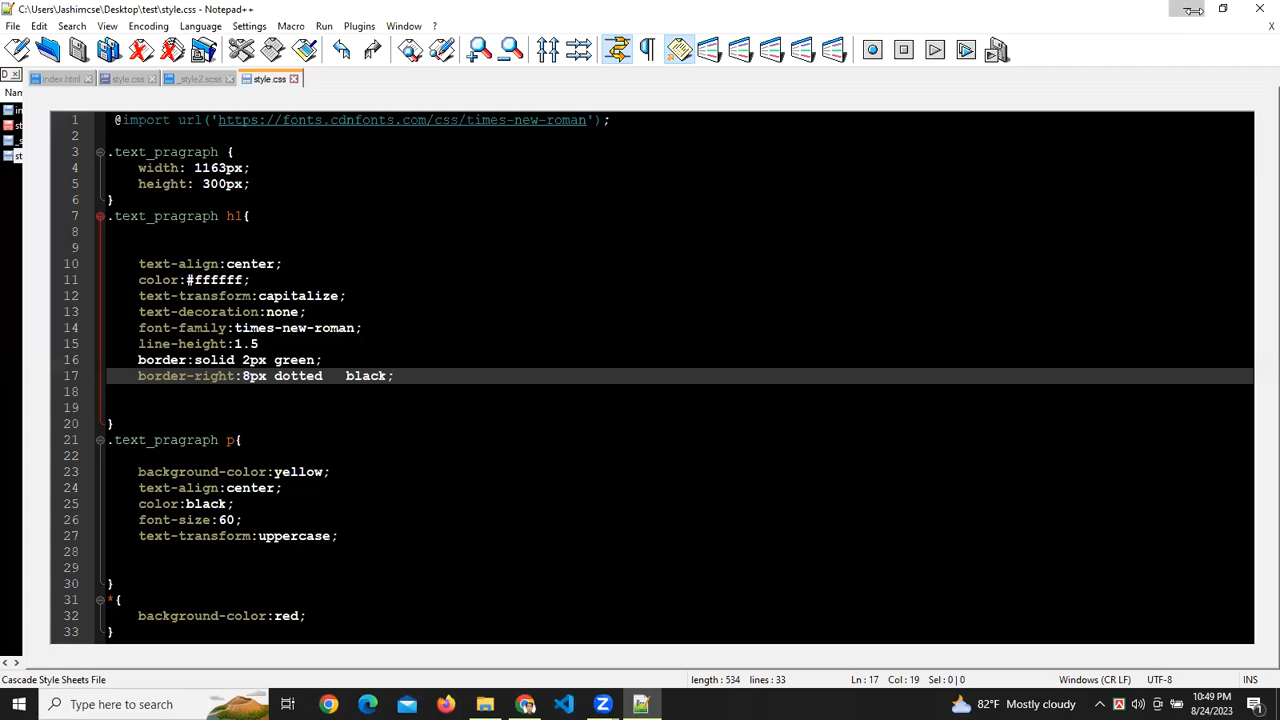 C:\Users\Jashimcse\Desktop\test\style.css - Notepad++
File Edit Search View Encoding Language Settings Macro Run Plugins Window ? X
D index.html style.css _style2.scss style.css
Nam
in
st
st
1 @import url('https://fonts.cdnfonts.com/css/times-new-roman');
2
3 .text_pragraph {
4 width: 1163px;
5 height: 300px;
6 }
7 .text_pragraph h1{
8
9
10 text-align:center;
11 color:#ffffff;
12 text-transform:capitalize;
13 text-decoration:none;
14 font-family:times-new-roman;
15 line-height:1.5
16 border:solid 2px green;
17 border-right:8px dotted   black;
18
19
20 }
21 .text_pragraph p{
22
23 background-color:yellow;
24 text-align:center;
25 color:black;
26 font-size:60;
27 text-transform:uppercase;
28
29
30 }
31 *{
32 background-color:red;
33 }
Cascade Style Sheets File length : 534 lines : 33 Ln : 17 Col : 19 Sel : 0 | 0 Windows (CR LF) UTF-8 INS
Type here to search 82°F Mostly cloudy 10:49 PM
8/24/2023